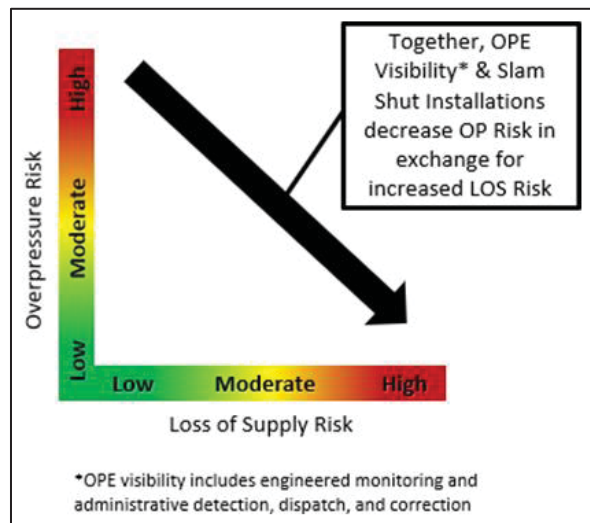 Together, OPE
Visibility* & Slam
Shut Installations
decrease OP Risk in
exchange for
increased LOS Risk
Overpressure Risk
High
Moderate
Low
Low Moderate High
Loss of Supply Risk
*OPE visibility includes engineered monitoring and
administrative detection, dispatch, and correction